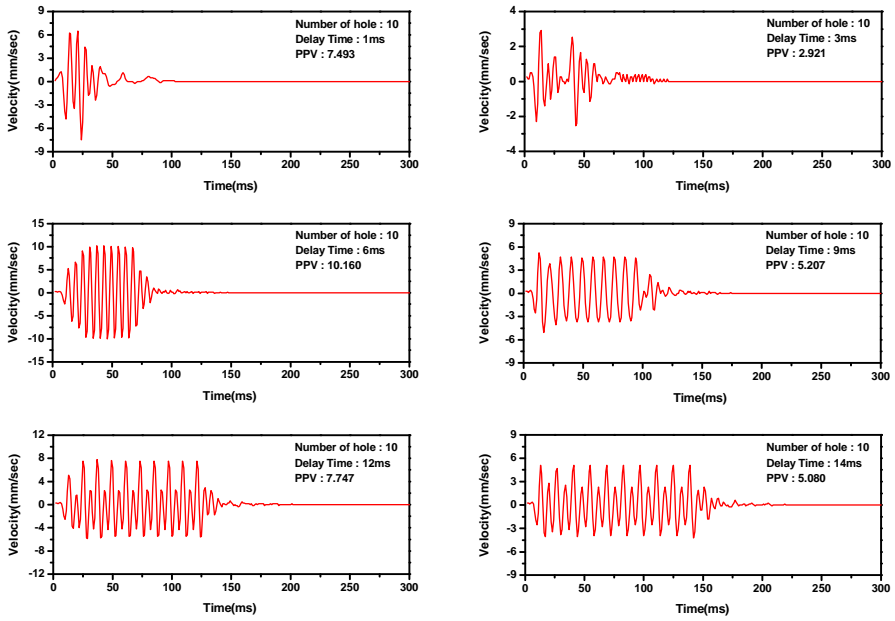 Number of hole : 10
Delay Time : 1ms
PPV : 7.493
9
6
3
0
-3
-6
-9
Velocity(mm/sec)
0 50 100 150 200 250 300
Time(ms)
Number of hole : 10
Delay Time : 3ms
PPV : 2.921
4
2
0
-2
-4
Velocity(mm/sec)
0 50 100 150 200 250 300
Time(ms)
Number of hole : 10
Delay Time : 6ms
PPV : 10.160
15
10
5
0
-5
-10
-15
Velocity(mm/sec)
0 50 100 150 200 250 300
Time(ms)
Number of hole : 10
Delay Time : 9ms
PPV : 5.207
9
6
3
0
-3
-6
-9
Velocity(mm/sec)
0 50 100 150 200 250 300
Time(ms)
Number of hole : 10
Delay Time : 12ms
PPV : 7.747
12
8
4
0
-4
-8
-12
Velocity(mm/sec)
0 50 100 150 200 250 300
Time(ms)
Number of hole : 10
Delay Time : 14ms
PPV : 5.080
9
6
3
0
-3
-6
-9
Velocity(mm/sec)
0 50 100 150 200 250 300
Time(ms)